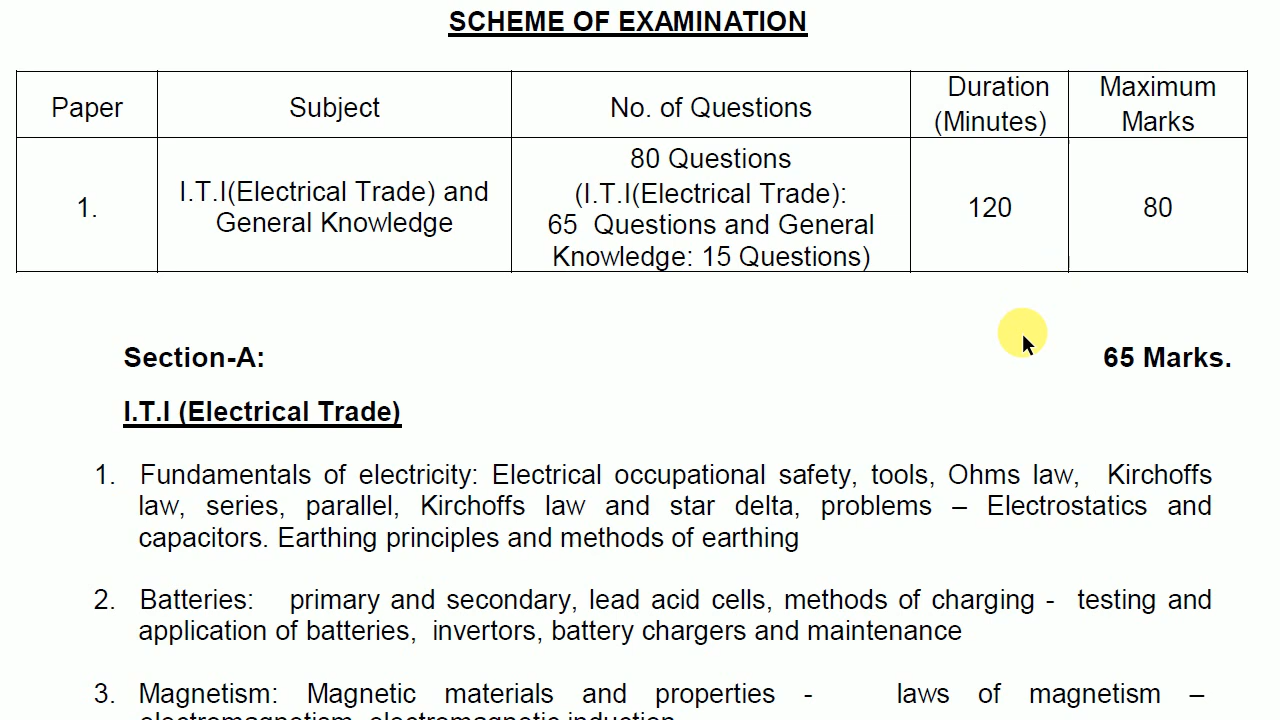 SCHEME OF EXAMINATION
Paper Subject No. of Questions Duration (Minutes) Maximum Marks
1. I.T.I(Electrical Trade) and General Knowledge 80 Questions (I.T.I(Electrical Trade): 65 Questions and General Knowledge: 15 Questions) 120 80
Section-A: 65 Marks.
I.T.I (Electrical Trade)
1. Fundamentals of electricity: Electrical occupational safety, tools, Ohms law, Kirchoffs
law, series, parallel, Kirchoffs law and star delta, problems – Electrostatics and
capacitors. Earthing principles and methods of earthing
2. Batteries: primary and secondary, lead acid cells, methods of charging - testing and
application of batteries, invertors, battery chargers and maintenance
3. Magnetism: Magnetic materials and properties - laws of magnetism –
electromagnetism, electromagnetic induction